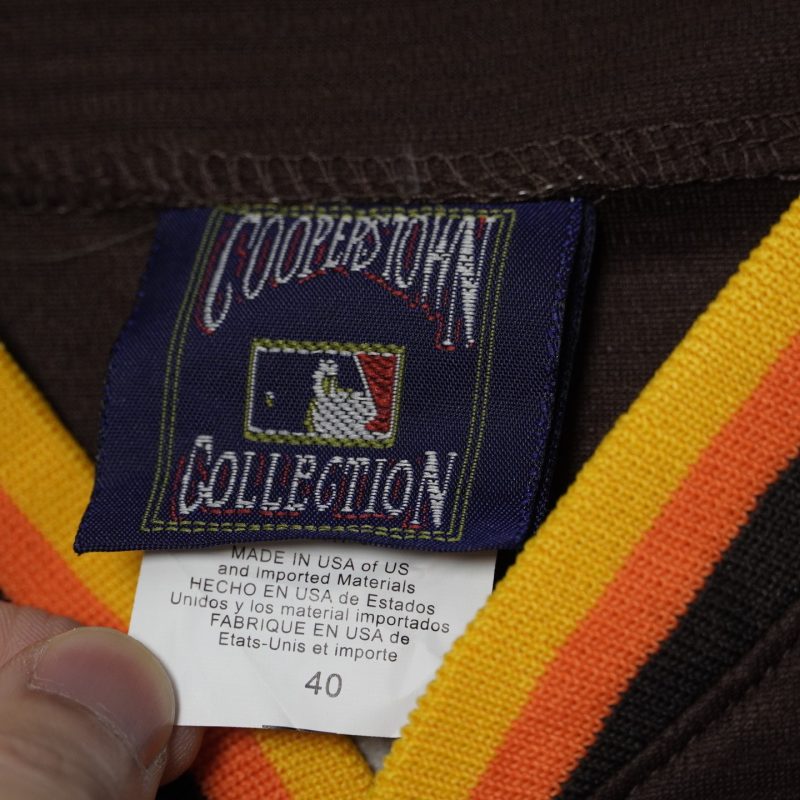 COOPERSTOWN
COLLECTION
MADE IN USA of US
and Imported Materials
HECHO EN USA de Estados
Unidos y los material importados
FABRIQUE EN USA de
Etats-Unis et importe
40